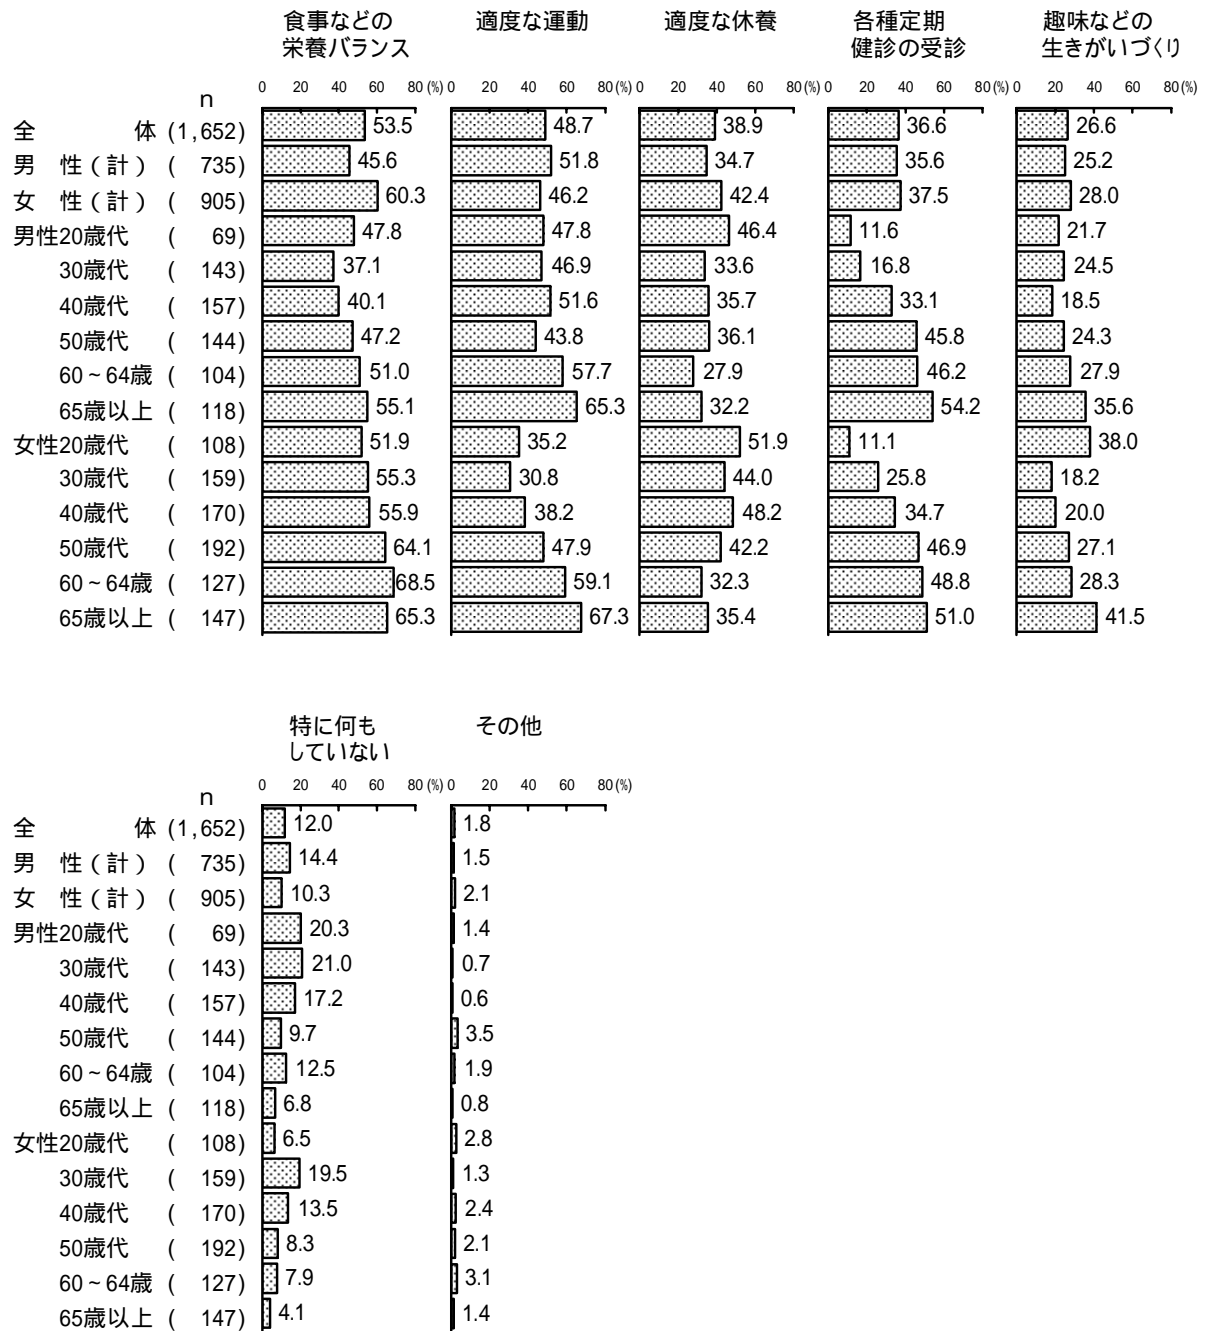 食事などの 適度な運動 適度な休養 各種定期 趣味などの
栄養バランス 健診の受診 生きがいづくり
0 20 40 60 80(%) 0 20 40 60 80(%) 0 20 40 60 80(%) 0 20 40 60 80(%) 0 20 40 60 80(%)
n
全 体 (1,652) 53.5 48.7 38.9 36.6 26.6
男 性(計) ( 735) 45.6 51.8 34.7 35.6 25.2
女 性(計) ( 905) 60.3 46.2 42.4 37.5 28.0
男性20歳代 ( 69) 47.8 47.8 46.4 11.6 21.7
30歳代 ( 143) 37.1 46.9 33.6 16.8 24.5
40歳代 ( 157) 40.1 51.6 35.7 33.1 18.5
50歳代 ( 144) 47.2 43.8 36.1 45.8 24.3
60~64歳 ( 104) 51.0 57.7 27.9 46.2 27.9
65歳以上 ( 118) 55.1 65.3 32.2 54.2 35.6
女性20歳代 ( 108) 51.9 35.2 51.9 11.1 38.0
30歳代 ( 159) 55.3 30.8 44.0 25.8 18.2
40歳代 ( 170) 55.9 38.2 48.2 34.7 20.0
50歳代 ( 192) 64.1 47.9 42.2 46.9 27.1
60~64歳 ( 127) 68.5 59.1 32.3 48.8 28.3
65歳以上 ( 147) 65.3 67.3 35.4 51.0 41.5
特に何も その他
していない
0 20 40 60 80(%) 0 20 40 60 80(%)
n
全 体 (1,652) 12.0 1.8
男 性(計) ( 735) 14.4 1.5
女 性(計) ( 905) 10.3 2.1
男性20歳代 ( 69) 20.3 1.4
30歳代 ( 143) 21.0 0.7
40歳代 ( 157) 17.2 0.6
50歳代 ( 144) 9.7 3.5
60~64歳 ( 104) 12.5 1.9
65歳以上 ( 118) 6.8 0.8
女性20歳代 ( 108) 6.5 2.8
30歳代 ( 159) 19.5 1.3
40歳代 ( 170) 13.5 2.4
50歳代 ( 192) 8.3 2.1
60~64歳 ( 127) 7.9 3.1
65歳以上 ( 147) 4.1 1.4